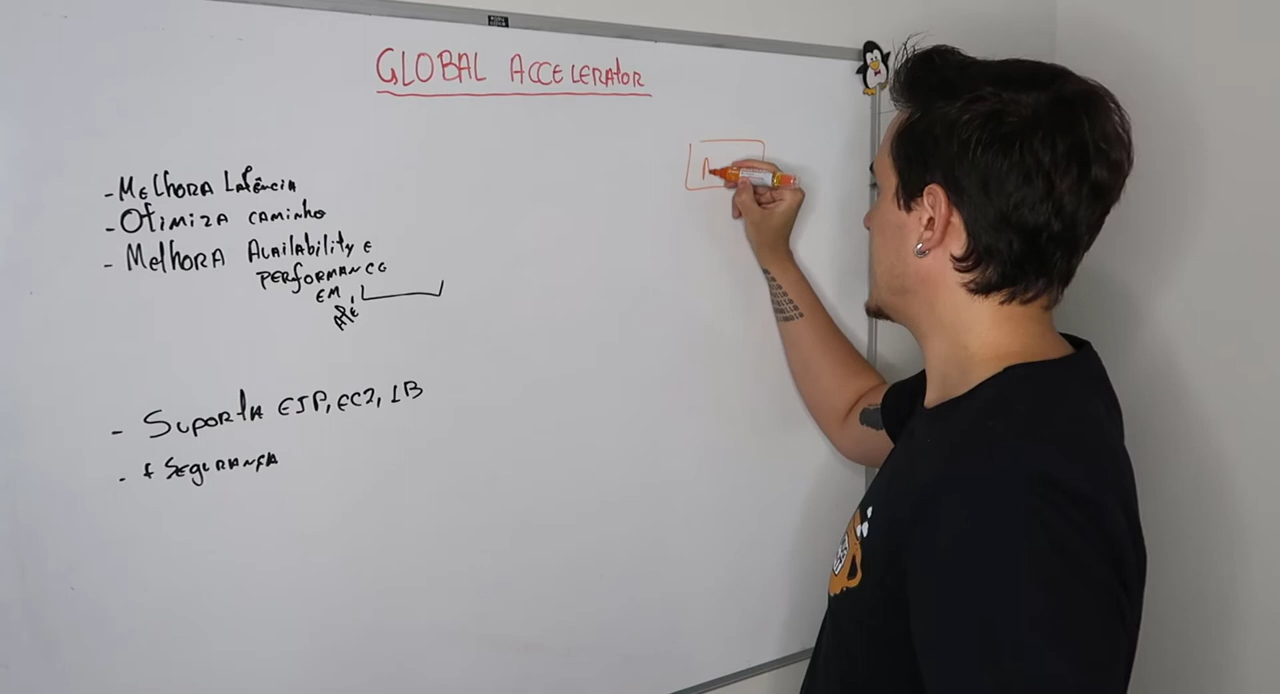 GLOBAL ACCELERATOR
- MElhORA Latência
- Otimiza caminho
- Melhora Availability e
PERfORMANCE
EM
Até
- Suporta EIP, EC2, LB
- + SEgURANÇA